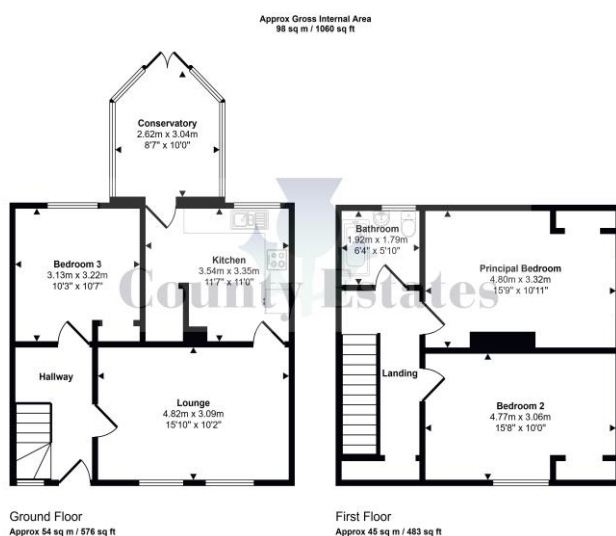 Approx Gross Internal Area
98 sq m / 1060 sq ft
Conservatory
2.62m x 3.04m
8'7" x 10'0"
Bedroom 3
3.13m x 3.22m
10'3" x 10'7"
Kitchen
3.54m x 3.35m
11'7" x 11'0"
Hallway
Lounge
4.82m x 3.09m
15'10" x 10'2"
Ground Floor
Approx 54 sq m / 576 sq ft
Bathroom
1.92m x 1.79m
6'4" x 5'10"
Principal Bedroom
4.80m x 3.32m
15'9" x 10'11"
Landing
Bedroom 2
4.77m x 3.06m
15'8" x 10'0"
First Floor
Approx 45 sq m / 483 sq ft
County Estates